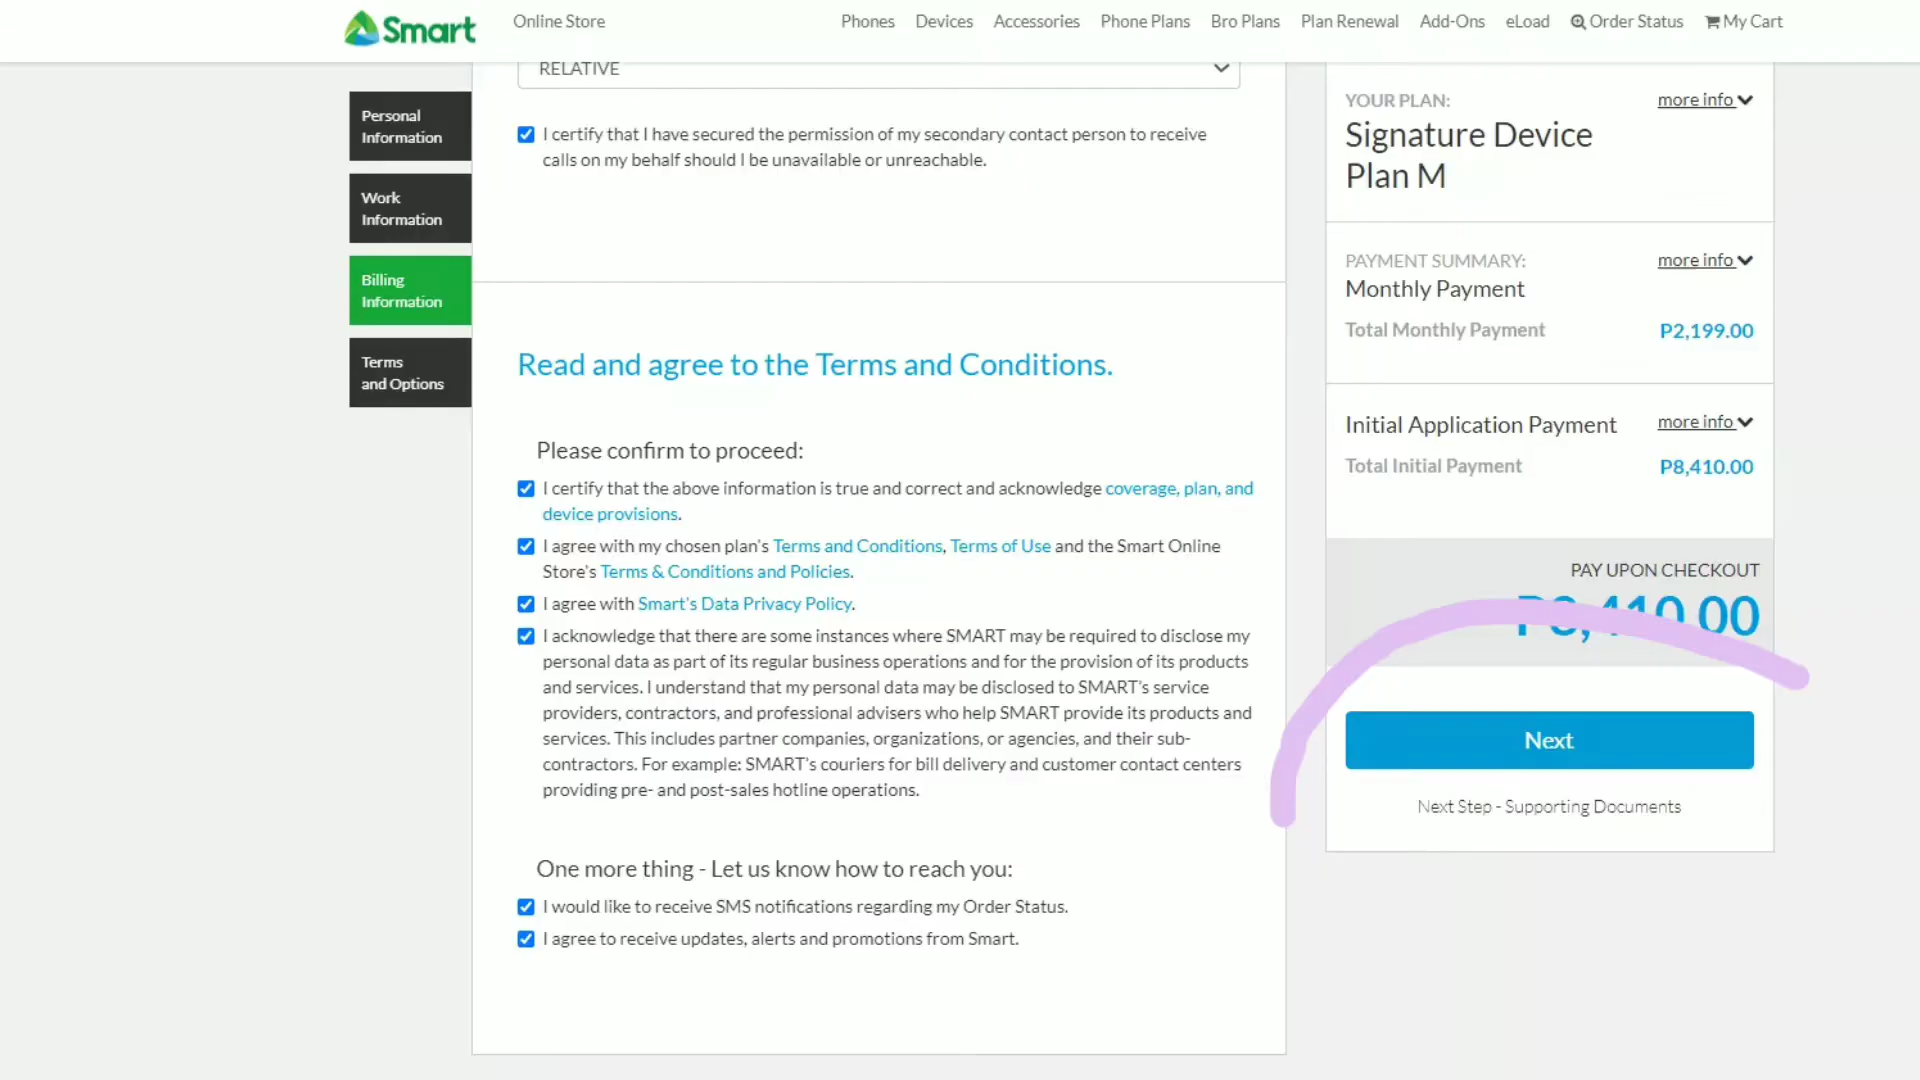 Smart
Online Store
Phones
Devices
Accessories
Phone Plans
Bro Plans
Plan Renewal
Add-Ons
eLoad
Order Status
My Cart
Personal
Information
Work
Information
Billing
Information
Terms
and Options
RELATIVE
I certify that I have secured the permission of my secondary contact person to receive
calls on my behalf should I be unavailable or unreachable.
Read and agree to the Terms and Conditions.
Please confirm to proceed:
I certify that the above information is true and correct and acknowledge coverage, plan, and
device provisions.
I agree with my chosen plan's Terms and Conditions, Terms of Use and the Smart Online
Store's Terms & Conditions and Policies.
I agree with Smart's Data Privacy Policy.
I acknowledge that there are some instances where SMART may be required to disclose my
personal data as part of its regular business operations and for the provision of its products
and services. I understand that my personal data may be disclosed to SMART's service
providers, contractors, and professional advisers who help SMART provide its products and
services. This includes partner companies, organizations, or agencies, and their sub-
contractors. For example: SMART's couriers for bill delivery and customer contact centers
providing pre- and post-sales hotline operations.
One more thing - Let us know how to reach you:
I would like to receive SMS notifications regarding my Order Status.
I agree to receive updates, alerts and promotions from Smart.
YOUR PLAN:
more info
Signature Device
Plan M
PAYMENT SUMMARY:
more info
Monthly Payment
Total Monthly Payment
P2,199.00
Initial Application Payment
more info
Total Initial Payment
P8,410.00
PAY UPON CHECKOUT
P8,410.00
Next
Next Step - Supporting Documents